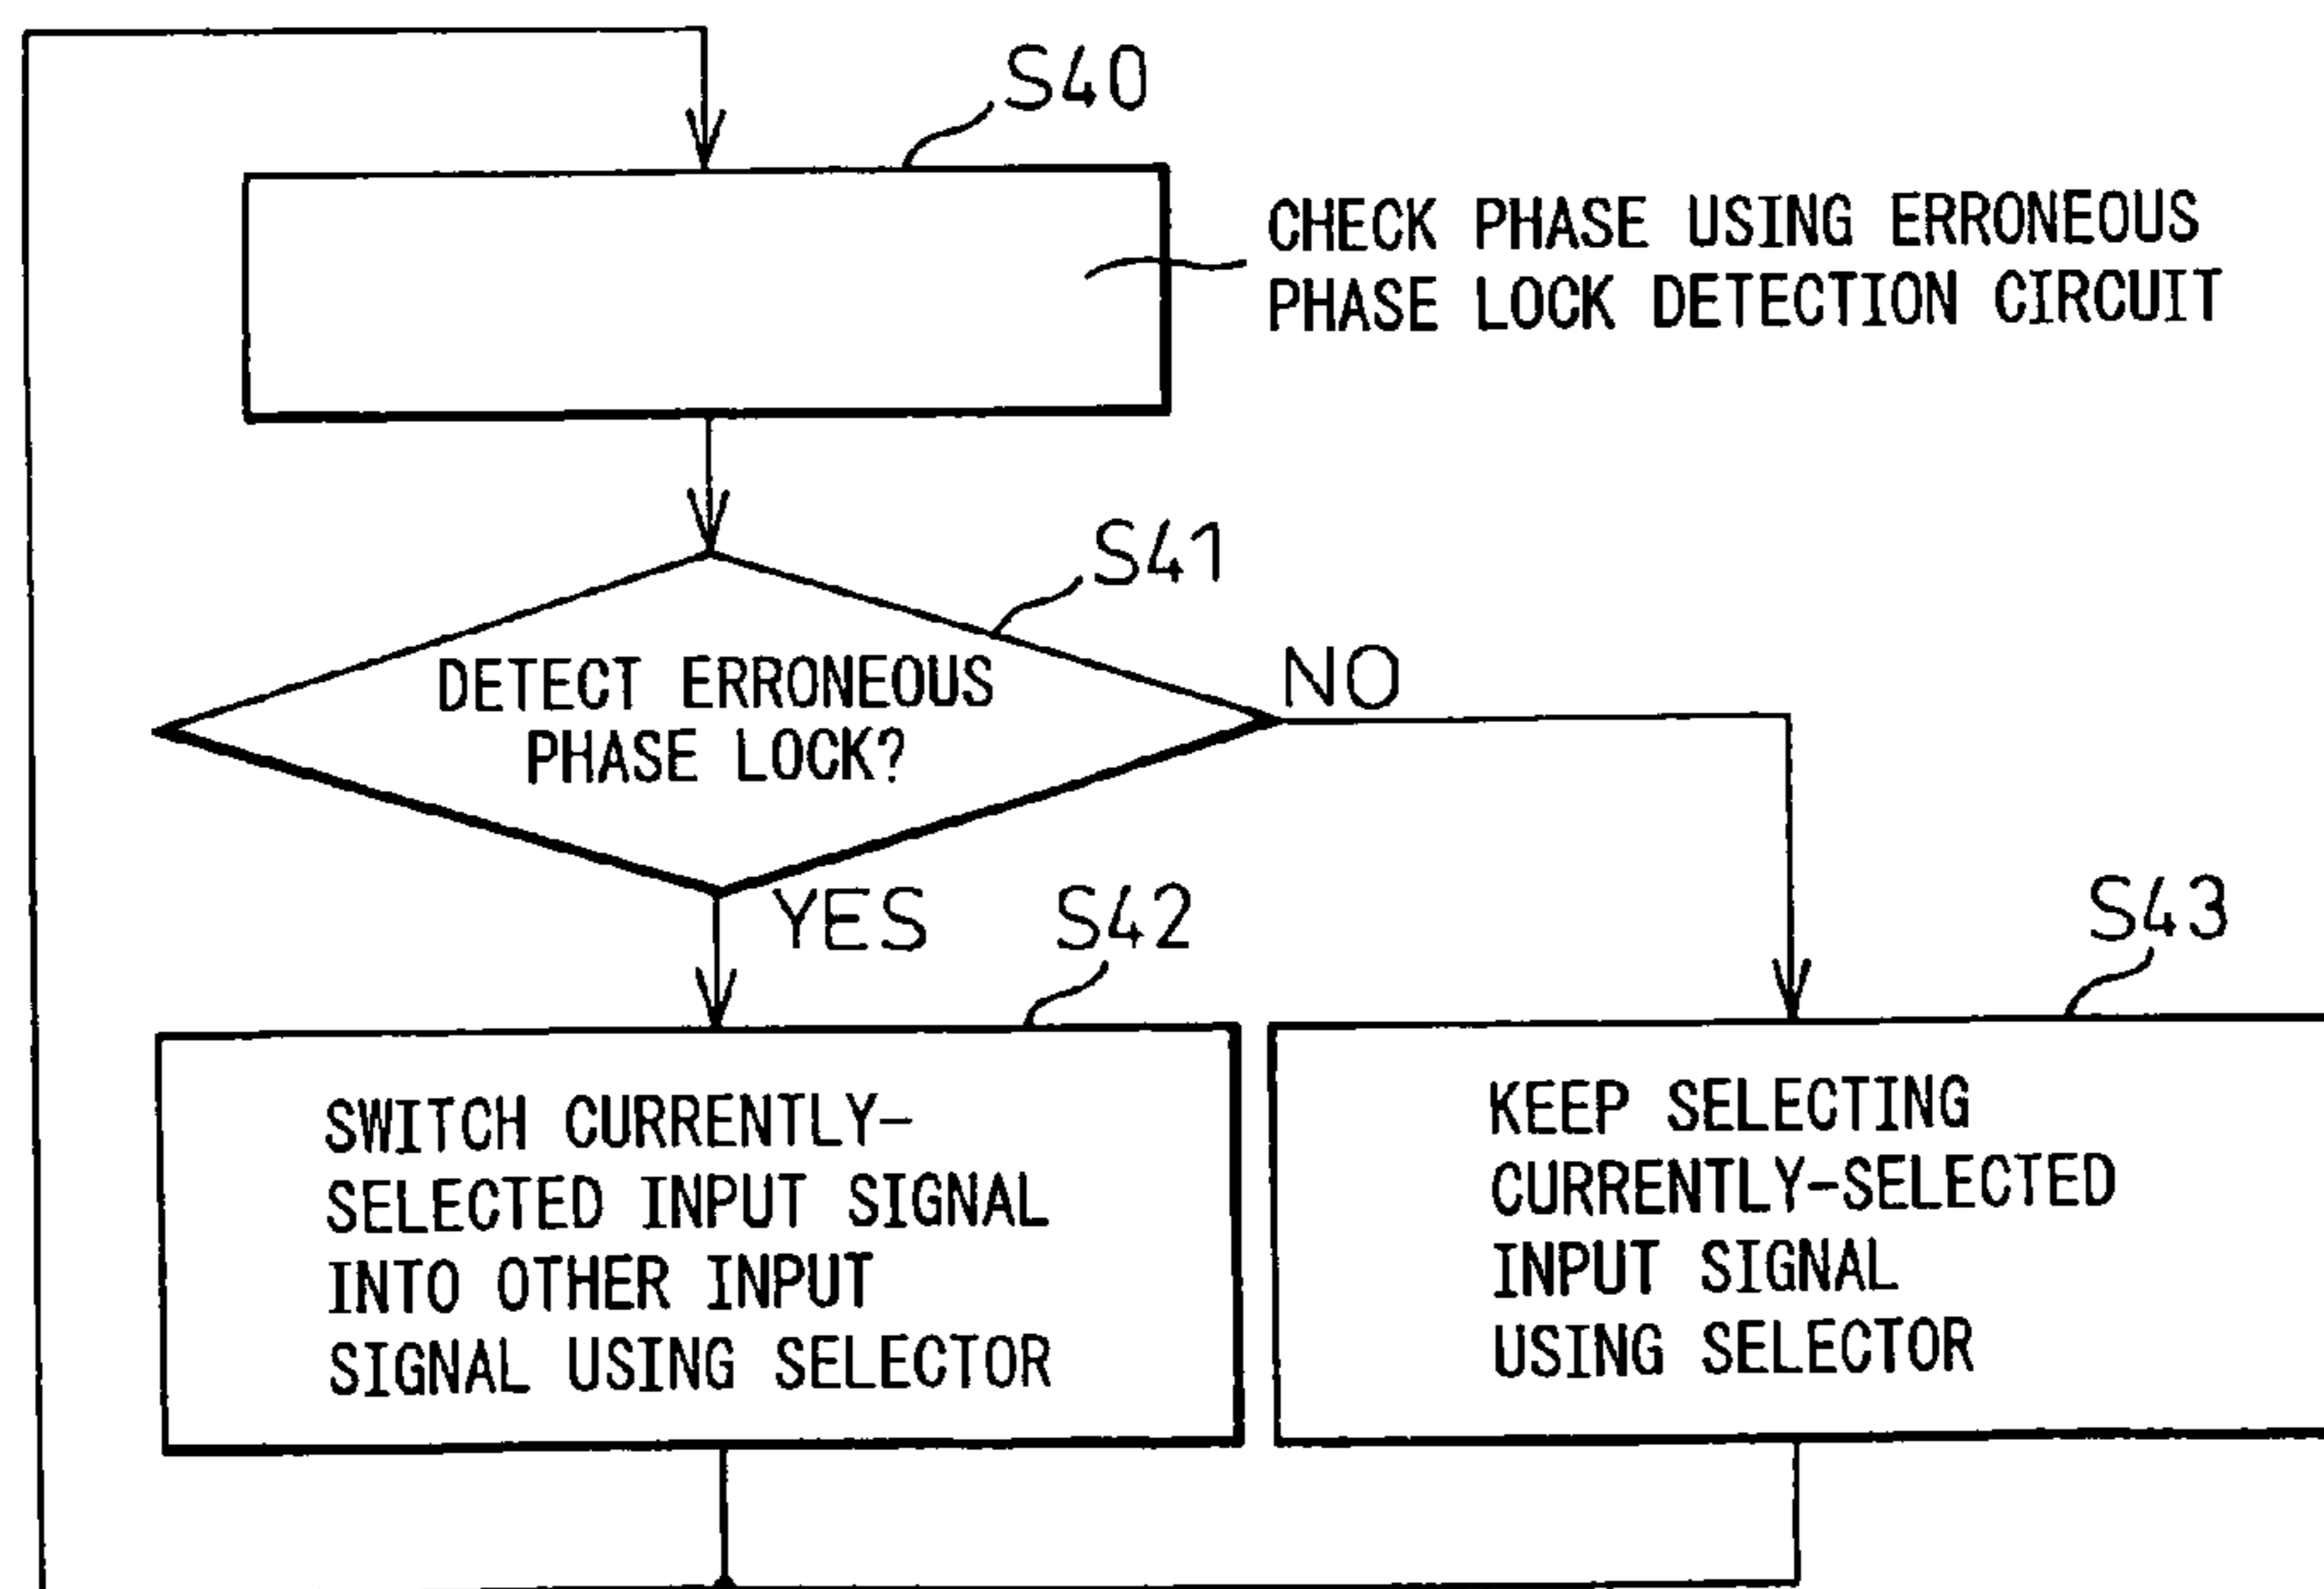 S40
CHECK PHASE USING ERRONEOUS
PHASE LOCK DETECTION CIRCUIT
S41
DETECT ERRONEOUS
PHASE LOCK?
NO
YES
S42
S43
SWITCH CURRENTLY-
SELECTED INPUT SIGNAL
INTO OTHER INPUT
SIGNAL USING SELECTOR
KEEP SELECTING
CURRENTLY-SELECTED
INPUT SIGNAL
USING SELECTOR